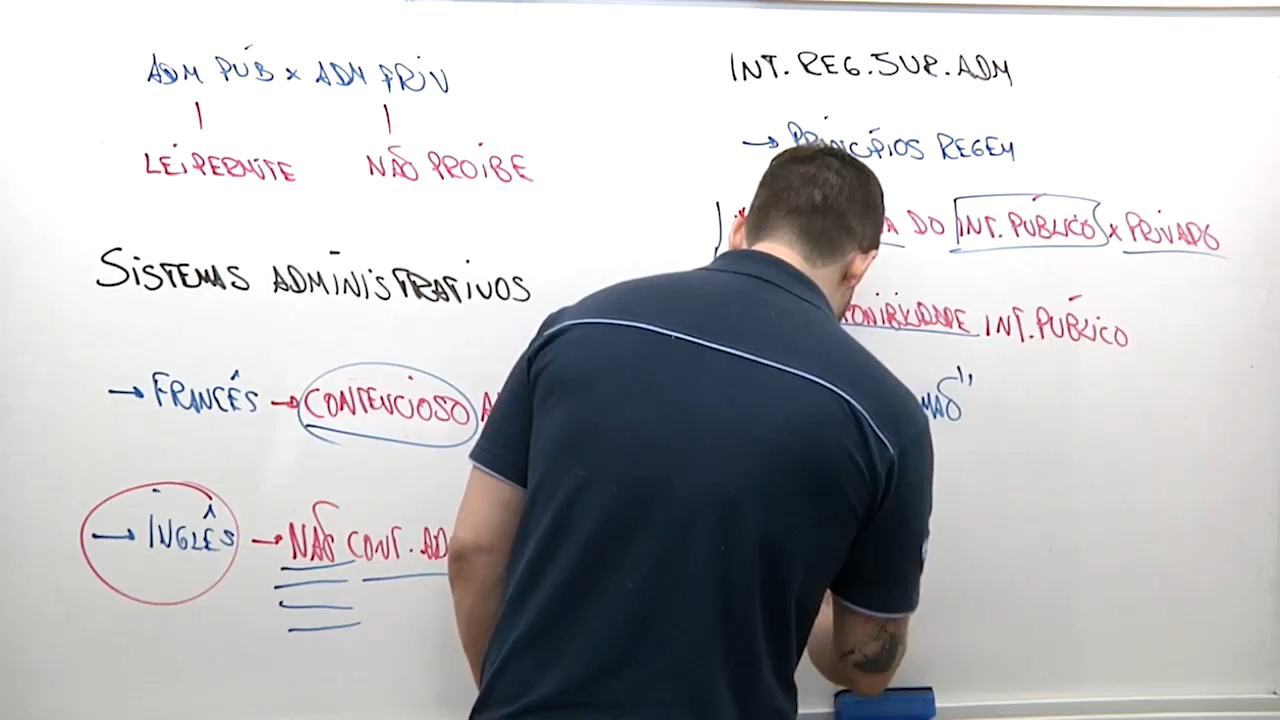 ADM PÚB x ADM PRIV
LEI PERMITE
NÃO PROIBE
SISTEMAS ADMINISTRATIVOS
→ FRANCÊS → CONTENCIOSO
→ INGLÊS → NÃO CONT. AD
INT. REG. SUP. ADM
→ PRINCÍPIOS REGEM
DO INT. PÚBLICO x PRIVADO
INT. PÚBLICO